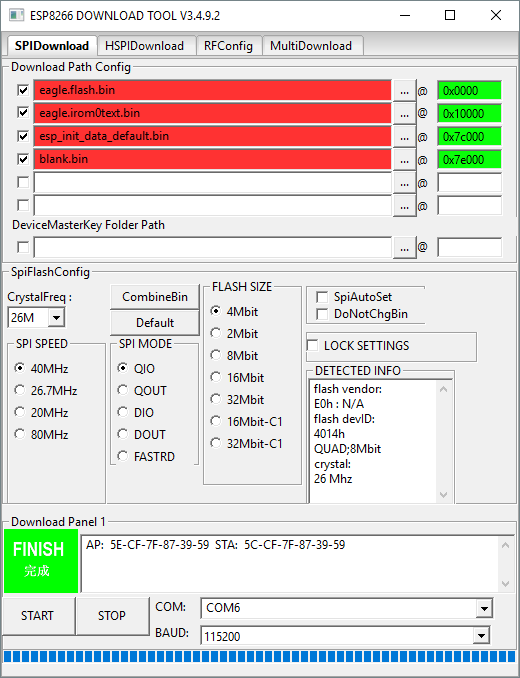 ESP8266 DOWNLOAD TOOL V3.4.9.2
SPIDownload HSPIDownload RFConfig MultiDownload
Download Path Config
eagle.flash.bin ... @ 0x0000
eagle.irom0text.bin ... @ 0x10000
esp_init_data_default.bin ... @ 0x7c000
blank.bin ... @ 0x7e000
... @
... @
DeviceMasterKey Folder Path
... @
SpiFlashConfig
CrystalFreq :
26M
CombineBin
Default
SPI SPEED
40MHz
26.7MHz
20MHz
80MHz
SPI MODE
QIO
QOUT
DIO
DOUT
FASTRD
FLASH SIZE
4Mbit
2Mbit
8Mbit
16Mbit
32Mbit
16Mbit-C1
32Mbit-C1
SpiAutoSet
DoNotChgBin
LOCK SETTINGS
DETECTED INFO
flash vendor:
E0h : N/A
flash devID:
4014h
QUAD;8Mbit
crystal:
26 Mhz
Download Panel 1
FINISH
完成
AP: 5E-CF-7F-87-39-59 STA: 5C-CF-7F-87-39-59
START STOP
COM: COM6
BAUD: 115200